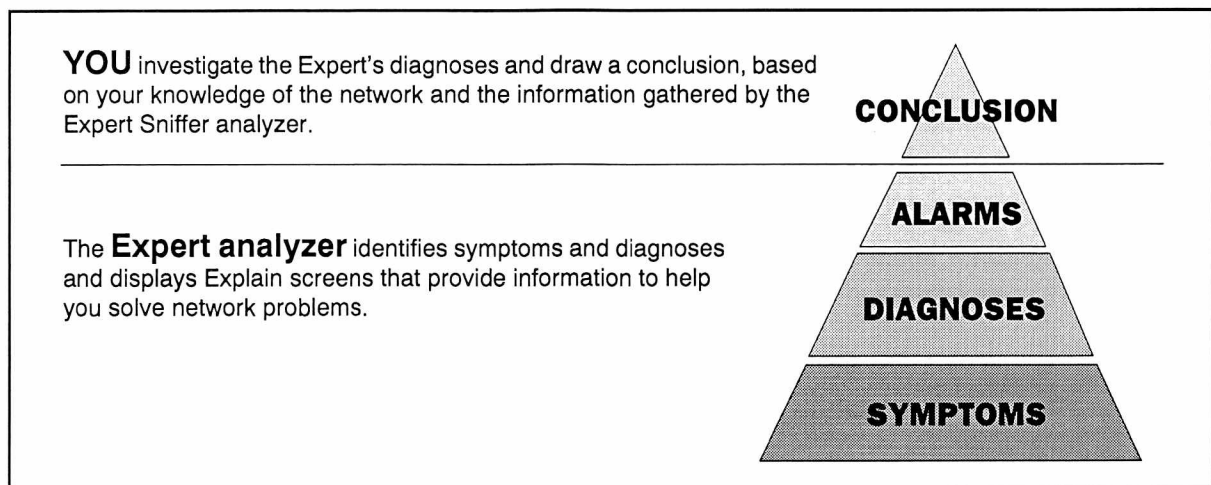 YOU investigate the Expert's diagnoses and draw a conclusion, based
on your knowledge of the network and the information gathered by the
Expert Sniffer analyzer.
CONCLUSION
ALARMS
The Expert analyzer identifies symptoms and diagnoses
and displays Explain screens that provide information to help
you solve network problems.
DIAGNOSES
SYMPTOMS